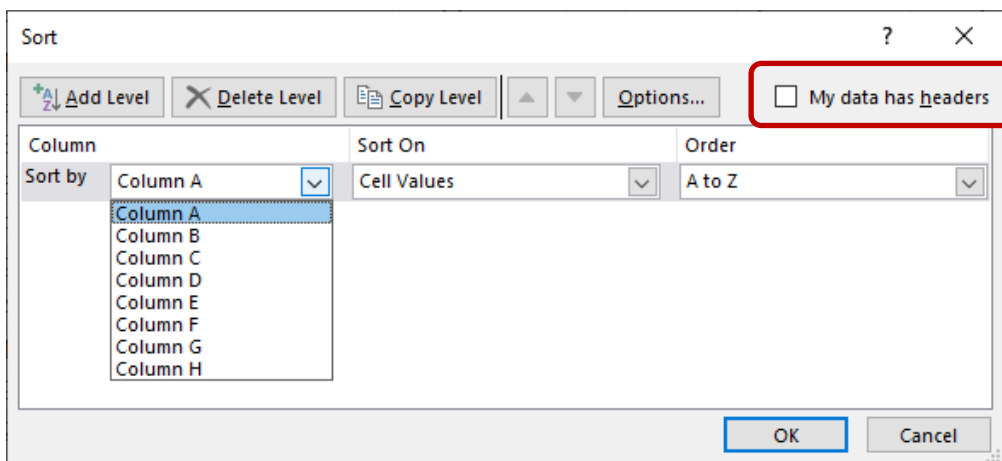 Sort ?
Add Level Delete Level Copy Level Options... My data has headers
Column Sort On Order
Sort by Column A Cell Values A to Z
Column A
Column B
Column C
Column D
Column E
Column F
Column G
Column H
OK Cancel